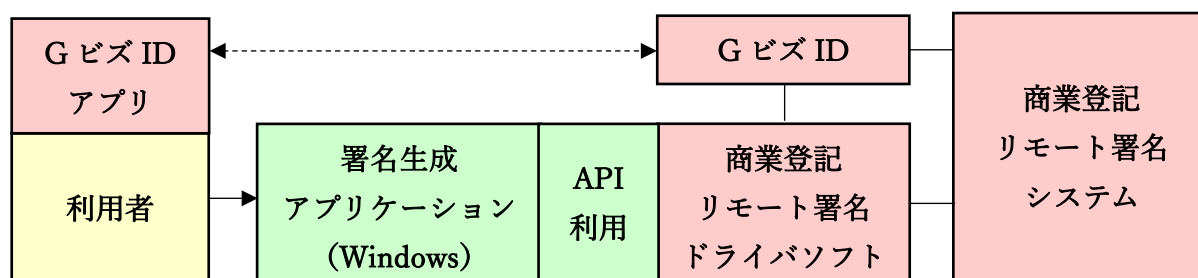 G ビズ ID
アプリ
利用者
署名生成
アプリケーション
（Windows）
API
利用
G ビズ ID
商業登記
リモート署名
ドライバソフト
商業登記
リモート署名
システム